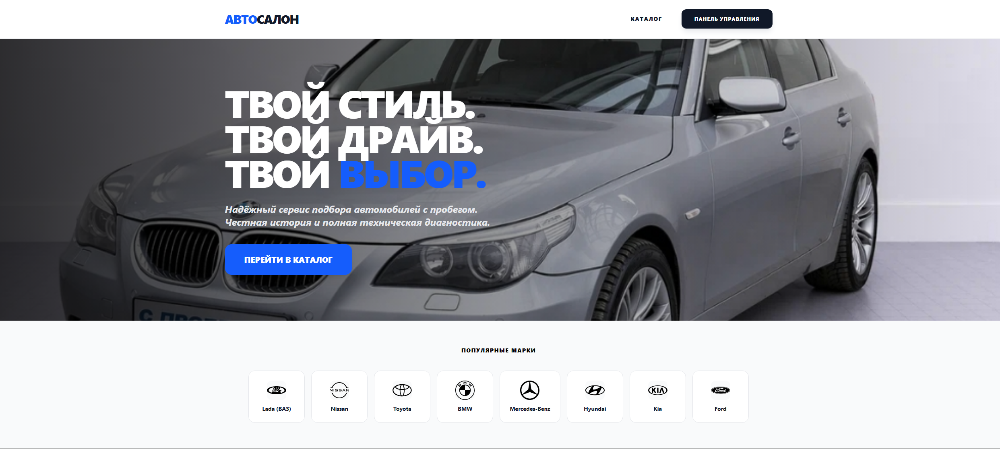 АВТОСАЛОН
КАТАЛОГ
ПАНЕЛЬ УПРАВЛЕНИЯ
ТВОЙ СТИЛЬ.
ТВОЙ ДРАЙВ.
ТВОЙ ВЫБОР.
Надёжный сервис подбора автомобилей с пробегом.
Честная история и полная техническая диагностика.
ПЕРЕЙТИ В КАТАЛОГ
ПОПУЛЯРНЫЕ МАРКИ
NISSAN
BMW
KIA
Ford
Lada (ВАЗ)
Nissan
Toyota
BMW
Mercedes-Benz
Hyundai
Kia
Ford